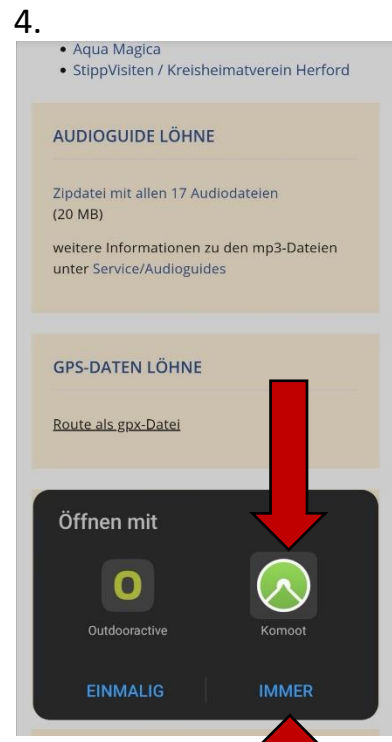 4.
Aqua Magica
StippVisiten / Kreisheimatverein Herford
AUDIOGUIDE LÖHNE
Zipdatei mit allen 17 Audiodateien
(20 MB)
weitere Informationen zu den mp3-Dateien
unter Service/Audioguides
GPS-DATEN LÖHNE
Route als gpx-Datei
Öffnen mit
Outdooractive
Komoot
EINMALIG
IMMER